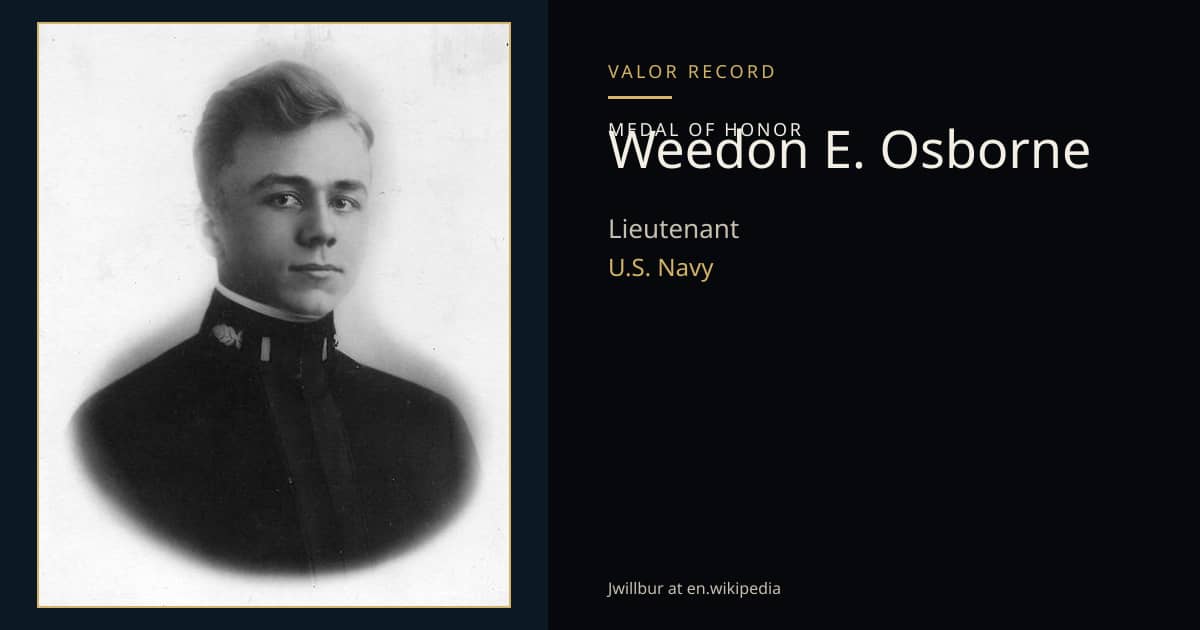 VALOR RECORD
MEDAL OF HONOR
Weedon E. Osborne
Lieutenant
U.S. Navy
Jwillbur at en.wikipedia